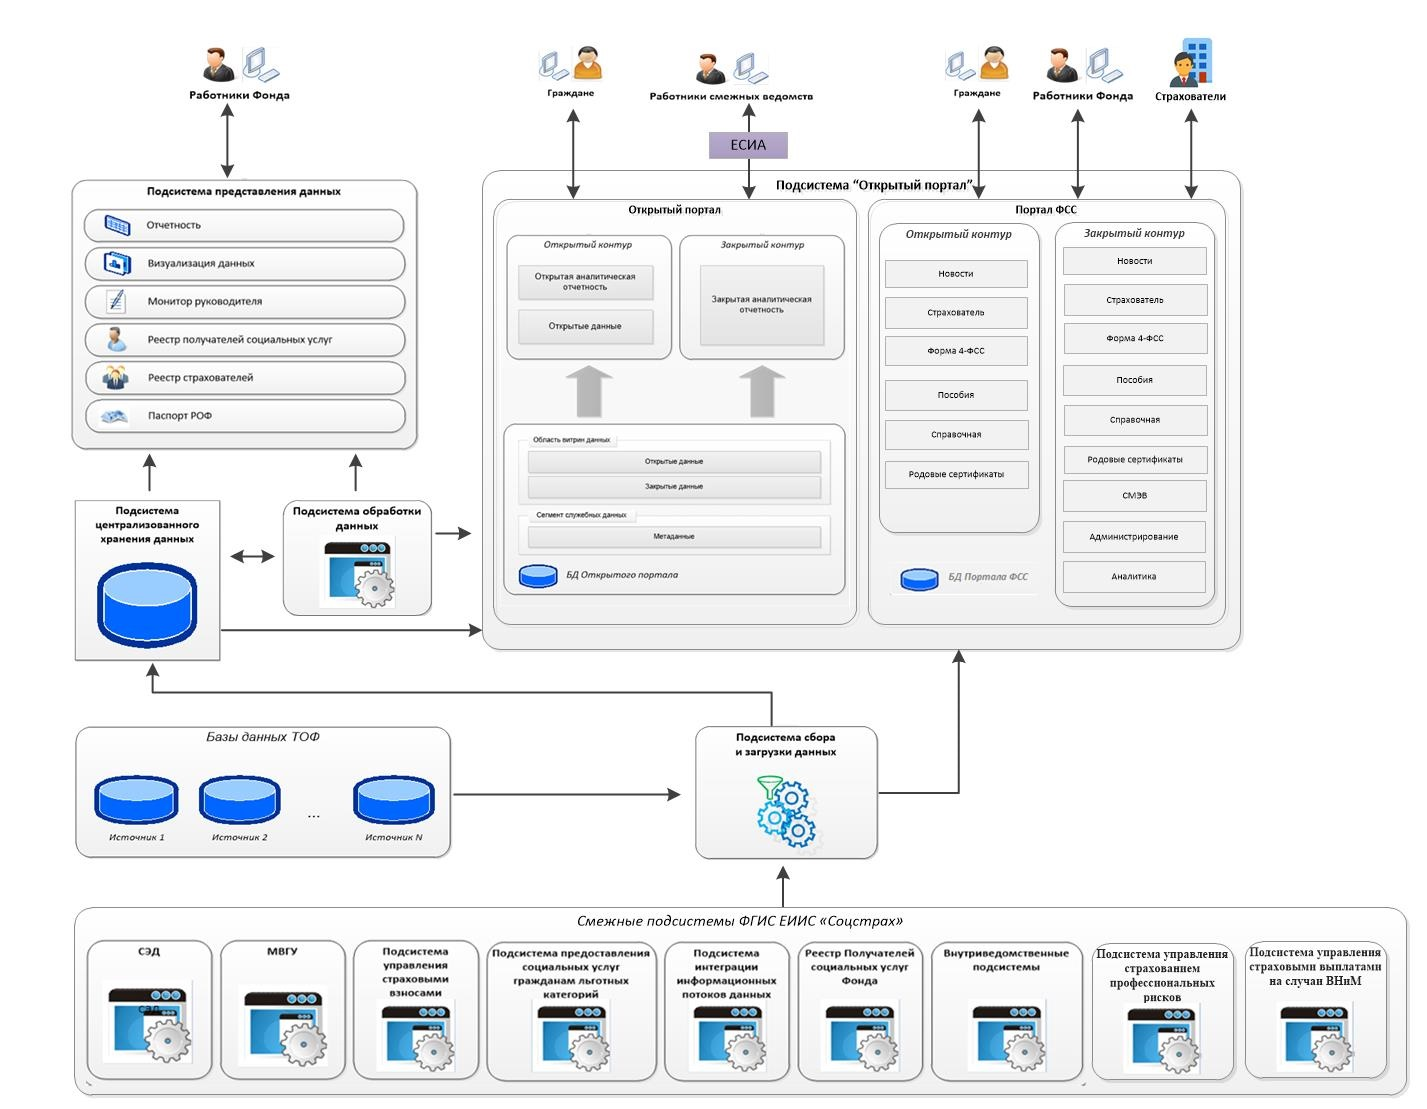 Работники Фонда
Граждане
Работники смежных ведомств
Граждане
Работники Фонда
Страхователи
ЕСИА
Подсистема представления данных
Отчетность
Визуализация данных
Монитор руководителя
Реестр получателей социальных услуг
Реестр страхователей
Паспорт РОФ
Подсистема “Открытый портал”
Открытый портал
Открытый контур
Открытая аналитическая
отчетность
Открытые данные
Закрытый контур
Закрытая аналитическая
отчетность
Область витрин данных
Открытые данные
Закрытые данные
Сегмент служебных данных
Метаданные
БД Открытого портала
Портал ФСС
Открытый контур
Новости
Страхователь
Форма 4-ФСС
Пособия
Справочная
Родовые сертификаты
БД Портала ФСС
Закрытый контур
Новости
Страхователь
Форма 4-ФСС
Пособия
Справочная
Родовые сертификаты
СМЭВ
Администрирование
Аналитика
Подсистема
централизованного
хранения данных
Подсистема обработки
данных
Базы данных ТОФ
Источник 1
Источник 2
...
Источник N
Подсистема сбора
и загрузки данных
Смежные подсистемы ФГИС ЕИИС «Соцстрах»
СЭД
сэд
МВГУ
Подсистема
управления
страховыми
взносами
Подсистема предоставления
социальных услуг
гражданам льготных
категорий
Подсистема
интеграции
информационных
потоков данных
Реестр Получателей
социальных услуг
Фонда
Внутриведомственные
подсистемы
Подсистема управления
страхованием
профессиональных
рисков
Подсистема управления
страховыми выплатами
на случай ВНиМ